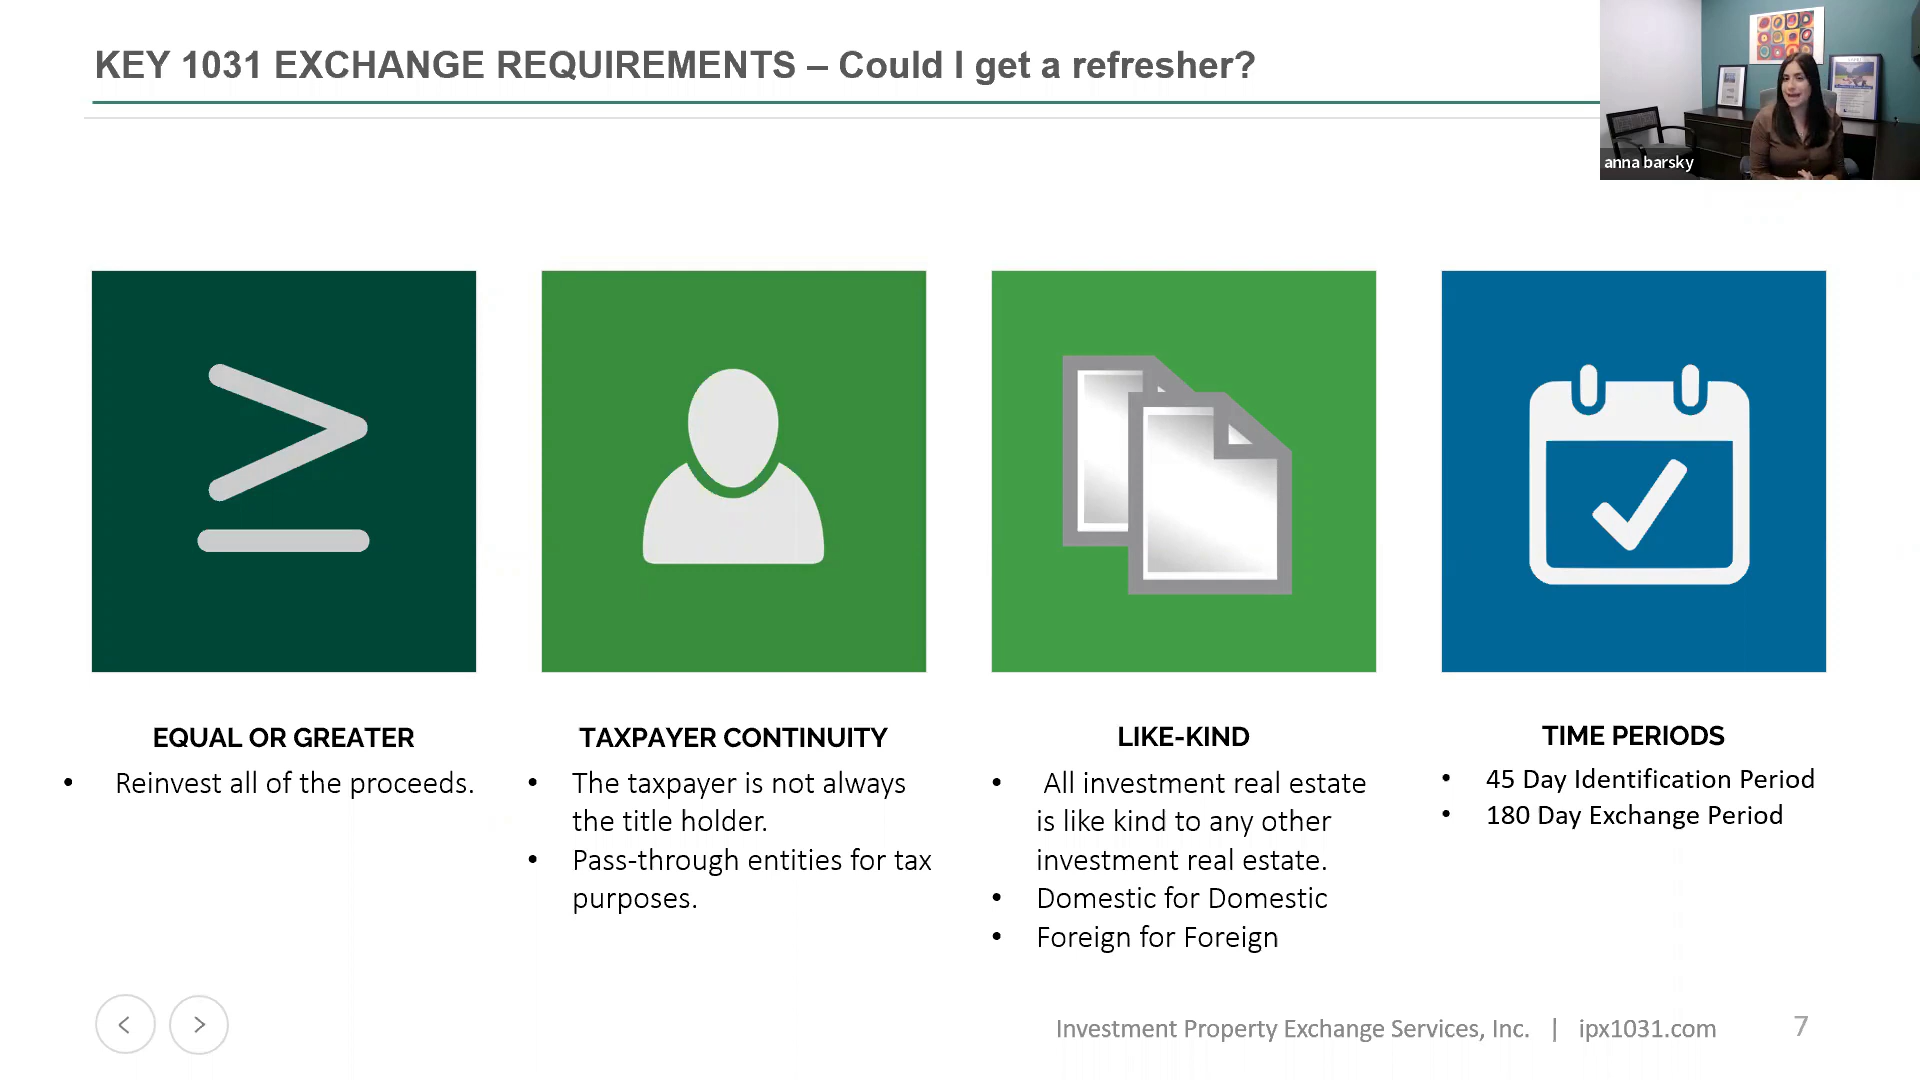 KEY 1031 EXCHANGE REQUIREMENTS – Could I get a refresher?
anna barsky
EQUAL OR GREATER
• Reinvest all of the proceeds.
TAXPAYER CONTINUITY
• The taxpayer is not always
the title holder.
• Pass-through entities for tax
purposes.
LIKE-KIND
• All investment real estate
is like kind to any other
investment real estate.
• Domestic for Domestic
• Foreign for Foreign
TIME PERIODS
• 45 Day Identification Period
• 180 Day Exchange Period
Investment Property Exchange Services, Inc. | ipx1031.com 7